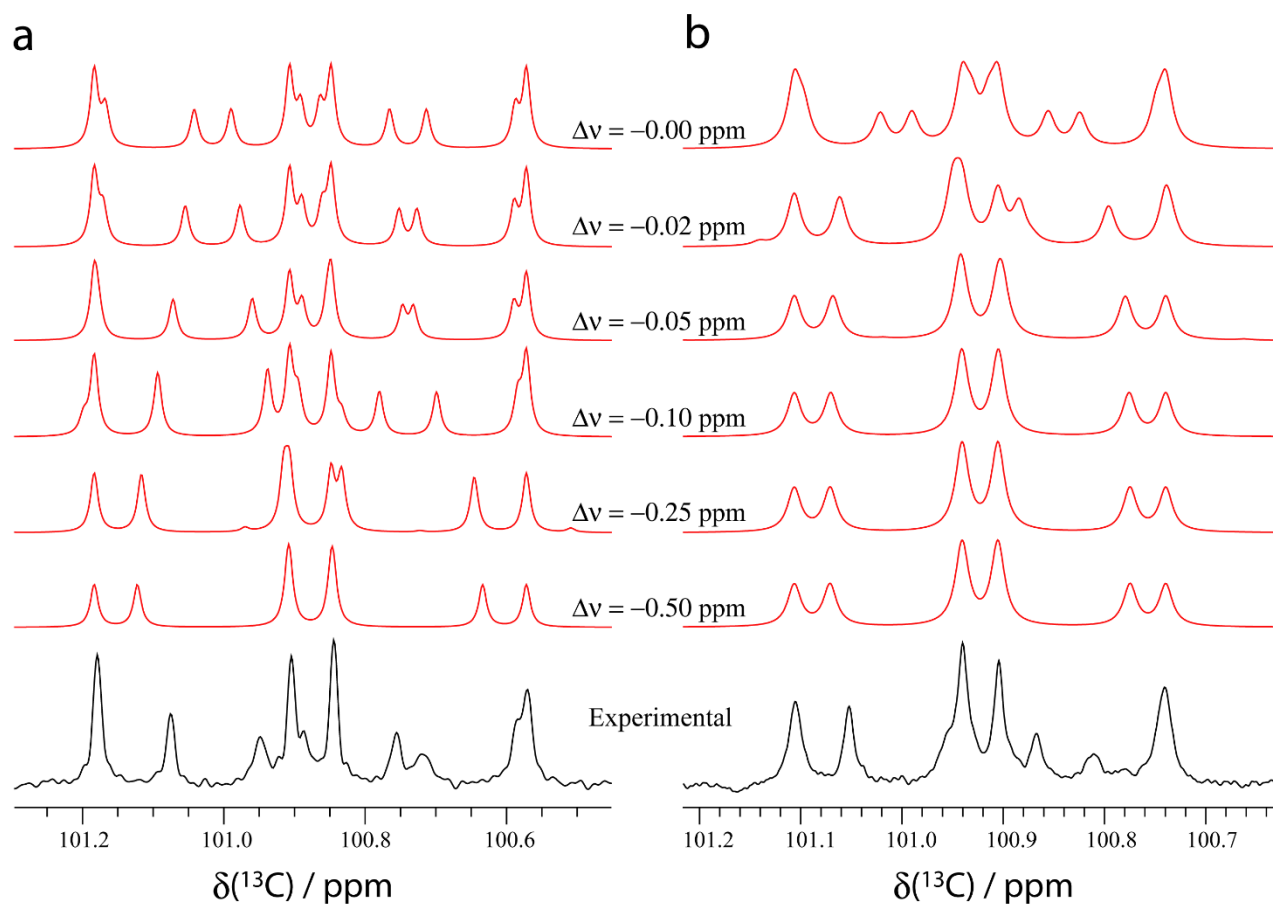 a b
Δν = –0.00 ppm
Δν = –0.02 ppm
Δν = –0.05 ppm
Δν = –0.10 ppm
Δν = –0.25 ppm
Δν = –0.50 ppm
Experimental
101.2 101.0 100.8 100.6 101.2 101.1 101.0 100.9 100.8 100.7
δ(¹³C) / ppm δ(¹³C) / ppm